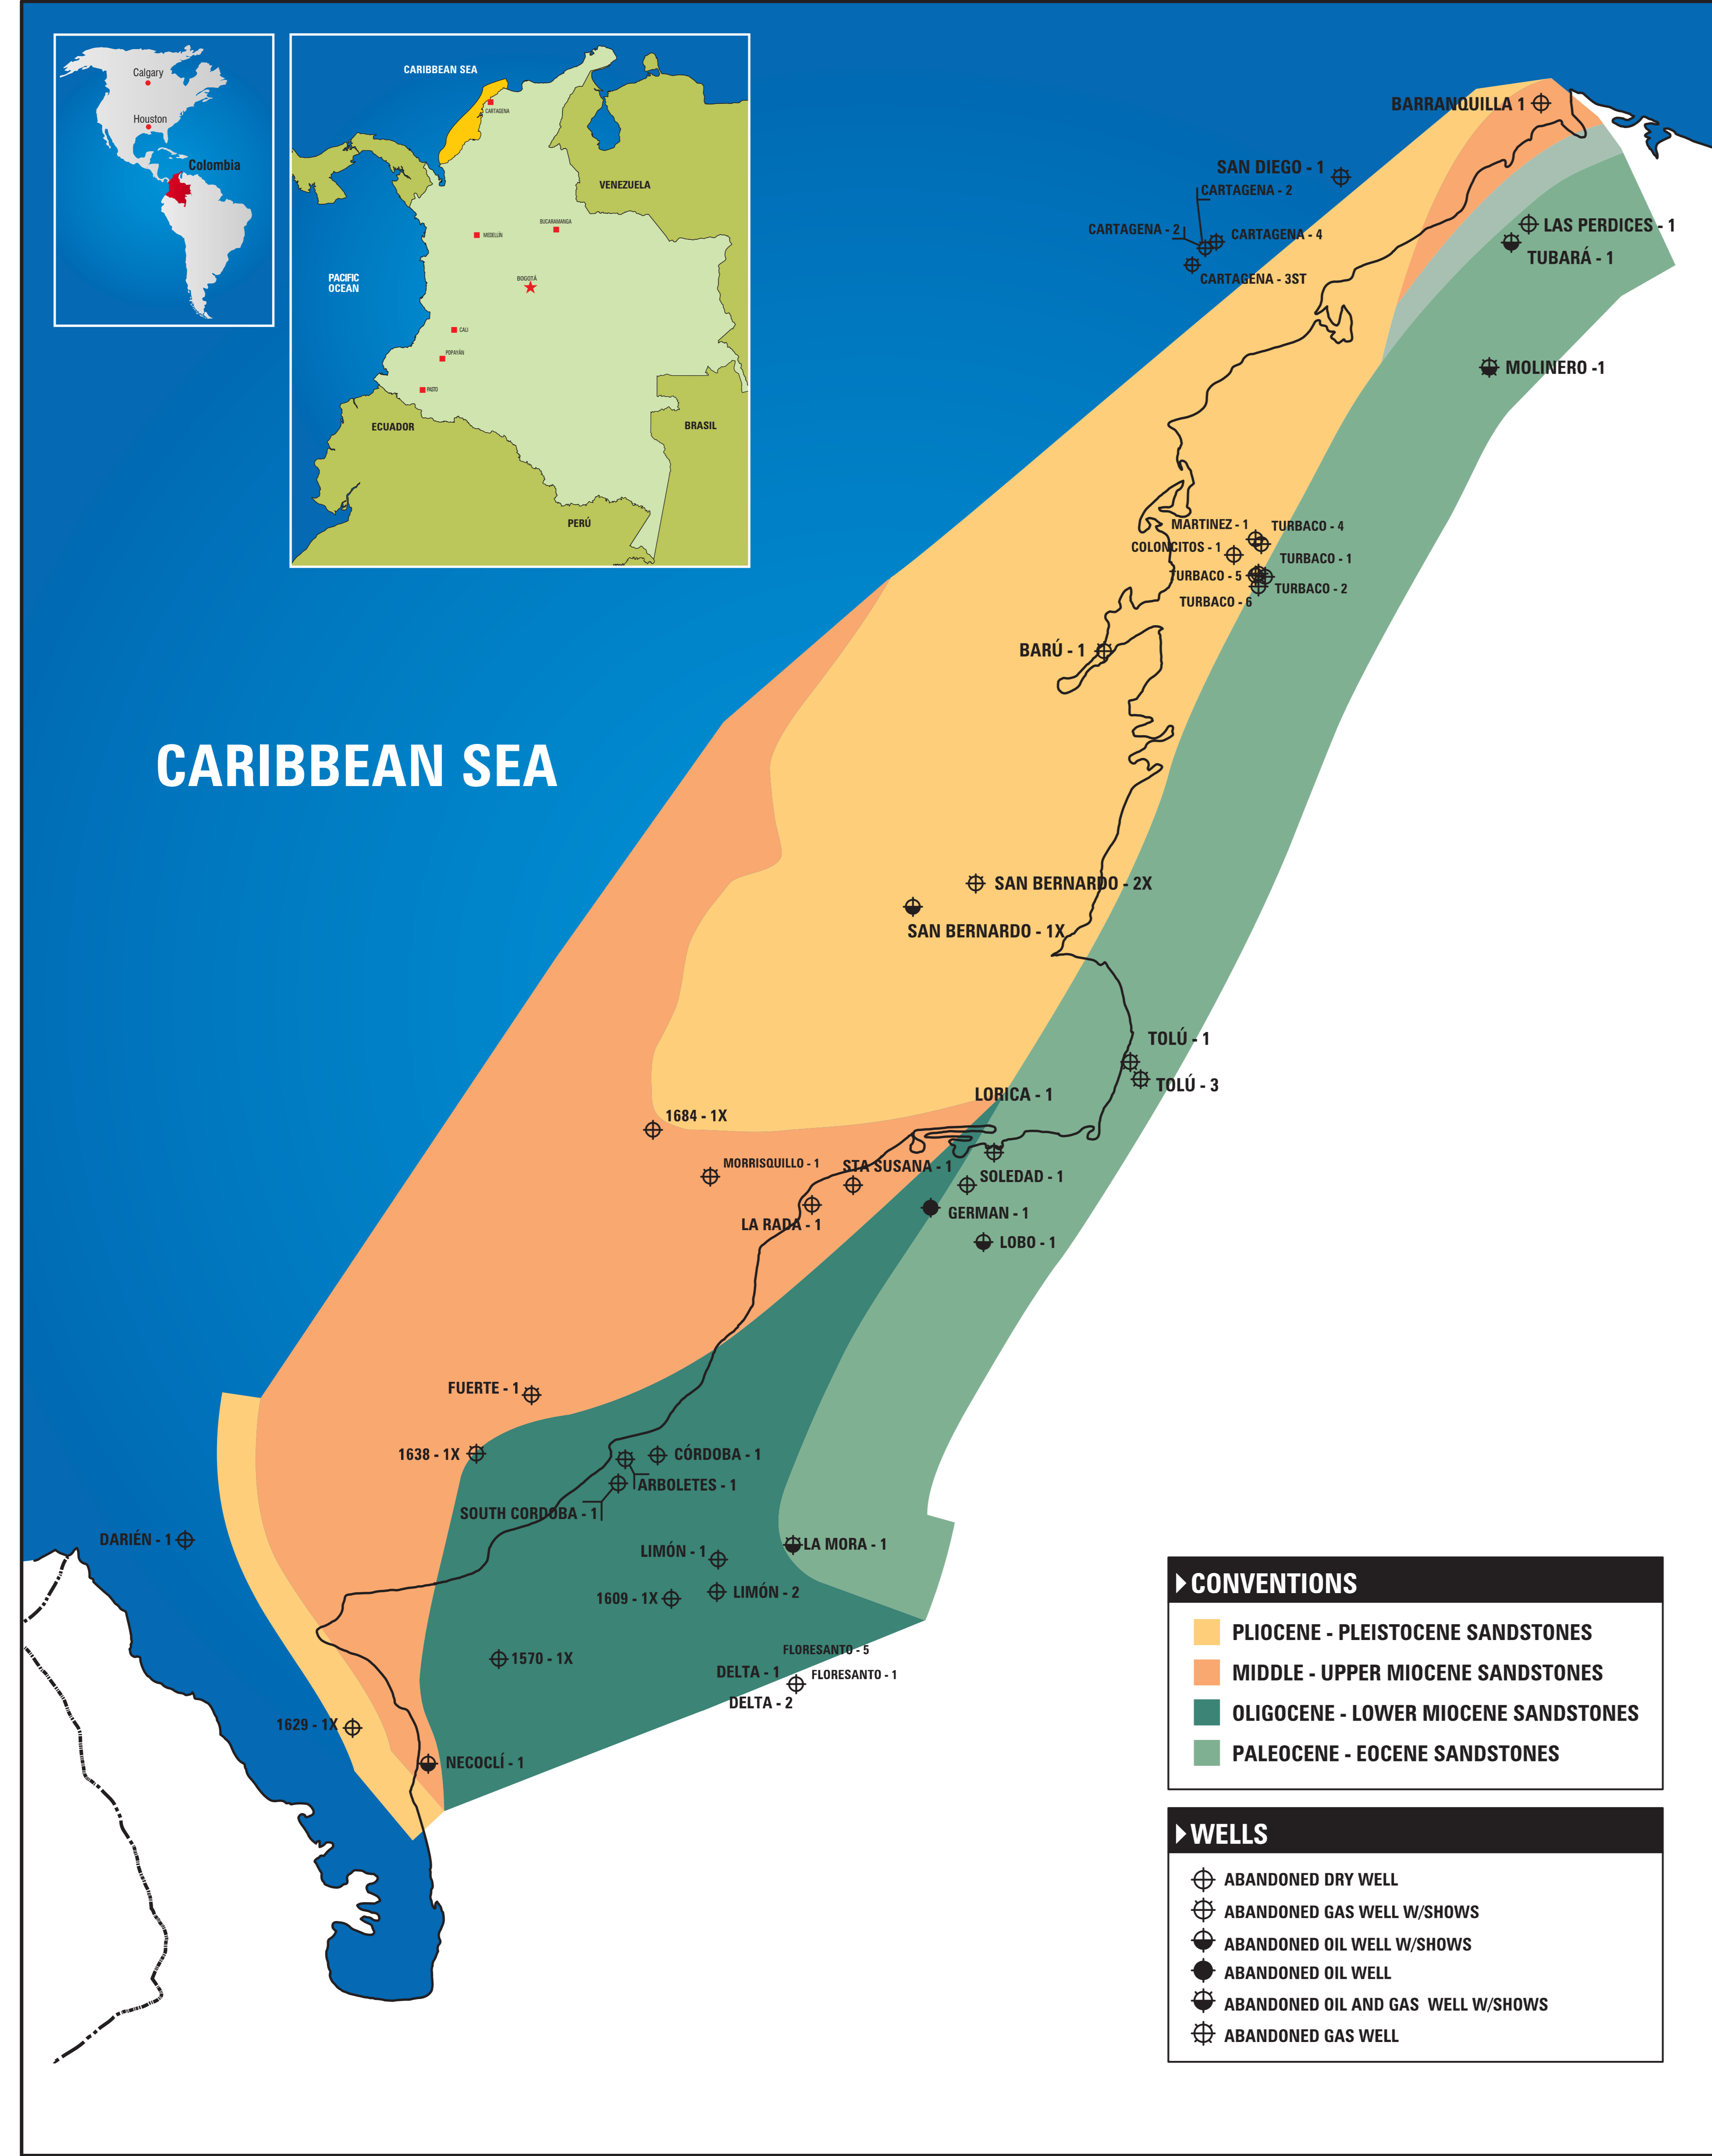 Calgary
Houston
Colombia
CARIBBEAN SEA
CARTAGENA
VENEZUELA
BUCARAMANGA
MEDELLÍN
PACIFIC
OCEAN
BOGOTÁ
CALI
POPAYÁN
PASTO
ECUADOR
BRASIL
PERÚ
BARRANQUILLA 1
SAN DIEGO - 1
CARTAGENA - 2
CARTAGENA - 2
CARTAGENA - 4
CARTAGENA - 3ST
LAS PERDICES - 1
TUBARÁ - 1
MOLINERO -1
MARTINEZ - 1
TURBACO - 4
COLONCITOS - 1
TURBACO - 1
TURBACO - 5
TURBACO - 2
TURBACO - 6
BARÚ - 1
CARIBBEAN SEA
SAN BERNARDO - 2X
SAN BERNARDO - 1X
TOLÚ - 1
TOLÚ - 3
LORICA - 1
1684 - 1X
MORRISQUILLO - 1
STA SUSANA - 1
SOLEDAD - 1
LA RADA - 1
GERMAN - 1
LOBO - 1
FUERTE - 1
1638 - 1X
CÓRDOBA - 1
ARBOLETES - 1
SOUTH CORDOBA - 1
DARIÉN - 1
LIMÓN - 1
LA MORA - 1
LIMÓN - 2
1609 - 1X
FLORESANTO - 5
1570 - 1X
DELTA - 1
FLORESANTO - 1
DELTA - 2
1629 - 1X
NECOCLÍ - 1
CONVENTIONS
PLIOCENE - PLEISTOCENE SANDSTONES
MIDDLE - UPPER MIOCENE SANDSTONES
OLIGOCENE - LOWER MIOCENE SANDSTONES
PALEOCENE - EOCENE SANDSTONES
WELLS
ABANDONED DRY WELL
ABANDONED GAS WELL W/SHOWS
ABANDONED OIL WELL W/SHOWS
ABANDONED OIL WELL
ABANDONED OIL AND GAS WELL W/SHOWS
ABANDONED GAS WELL